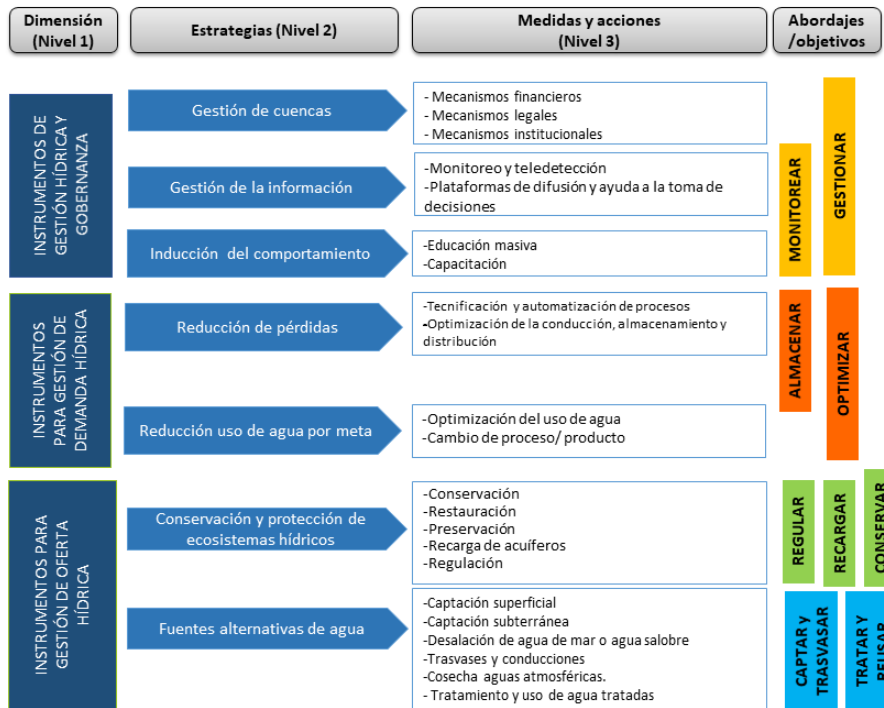 Dimensión
(Nivel 1)
Estrategias (Nivel 2)
Medidas y acciones
(Nivel 3)
Abordajes
/objetivos
INSTRUMENTOS DE
GESTIÓN HÍDRICA Y
GOBERNANZA
Gestión de cuencas
- Mecanismos financieros
- Mecanismos legales
- Mecanismos institucionales
Gestión de la información
-Monitoreo y teledetección
-Plataformas de difusión y ayuda a la toma de
decisiones
Inducción del comportamiento
-Educación masiva
-Capacitación
MONITOREAR
GESTIONAR
INSTRUMENTOS
PARA GESTIÓN DE
DEMANDA HÍDRICA
Reducción de pérdidas
-Tecnificación y automatización de procesos
-Optimización de la conducción, almacenamiento y
distribución
Reducción uso de agua por meta
-Optimización del uso de agua
-Cambio de proceso/ producto
ALMACENAR
OPTIMIZAR
INSTRUMENTOS PARA
GESTIÓN DE OFERTA
HÍDRICA
Conservación y protección de
ecosistemas hídricos
-Conservación
-Restauración
-Preservación
-Recarga de acuíferos
-Regulación
REGULAR
RECARGAR
CONSERVAR
Fuentes alternativas de agua
-Captación superficial
-Captación subterránea
-Desalación de agua de mar o agua salobre
-Trasvases y conducciones
-Cosecha aguas atmosféricas.
- Tratamiento y uso de agua tratadas
CAPTAR y
TRASVASAR
TRATAR Y
REUSAR